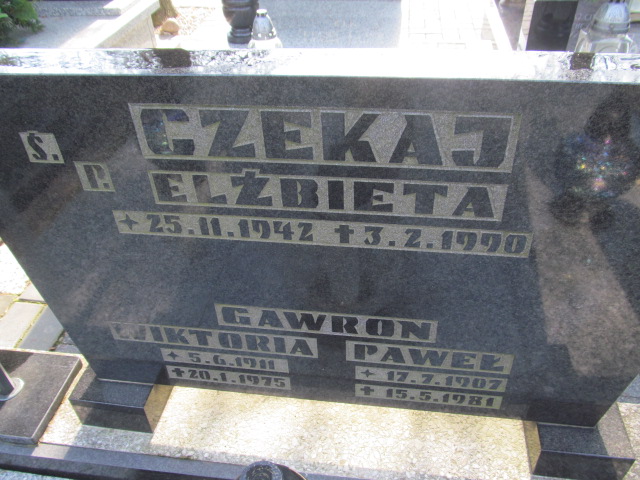 Ś. CZEKAJ
P. ELŻBIETA
✦ 25.11.1942 ✝ 3.2.1990
GAWRON
WIKTORIA PAWEŁ
✦ 5.6.1911 ✦ 17.7.1907
✝ 20.1.1975 ✝ 15.5.1981